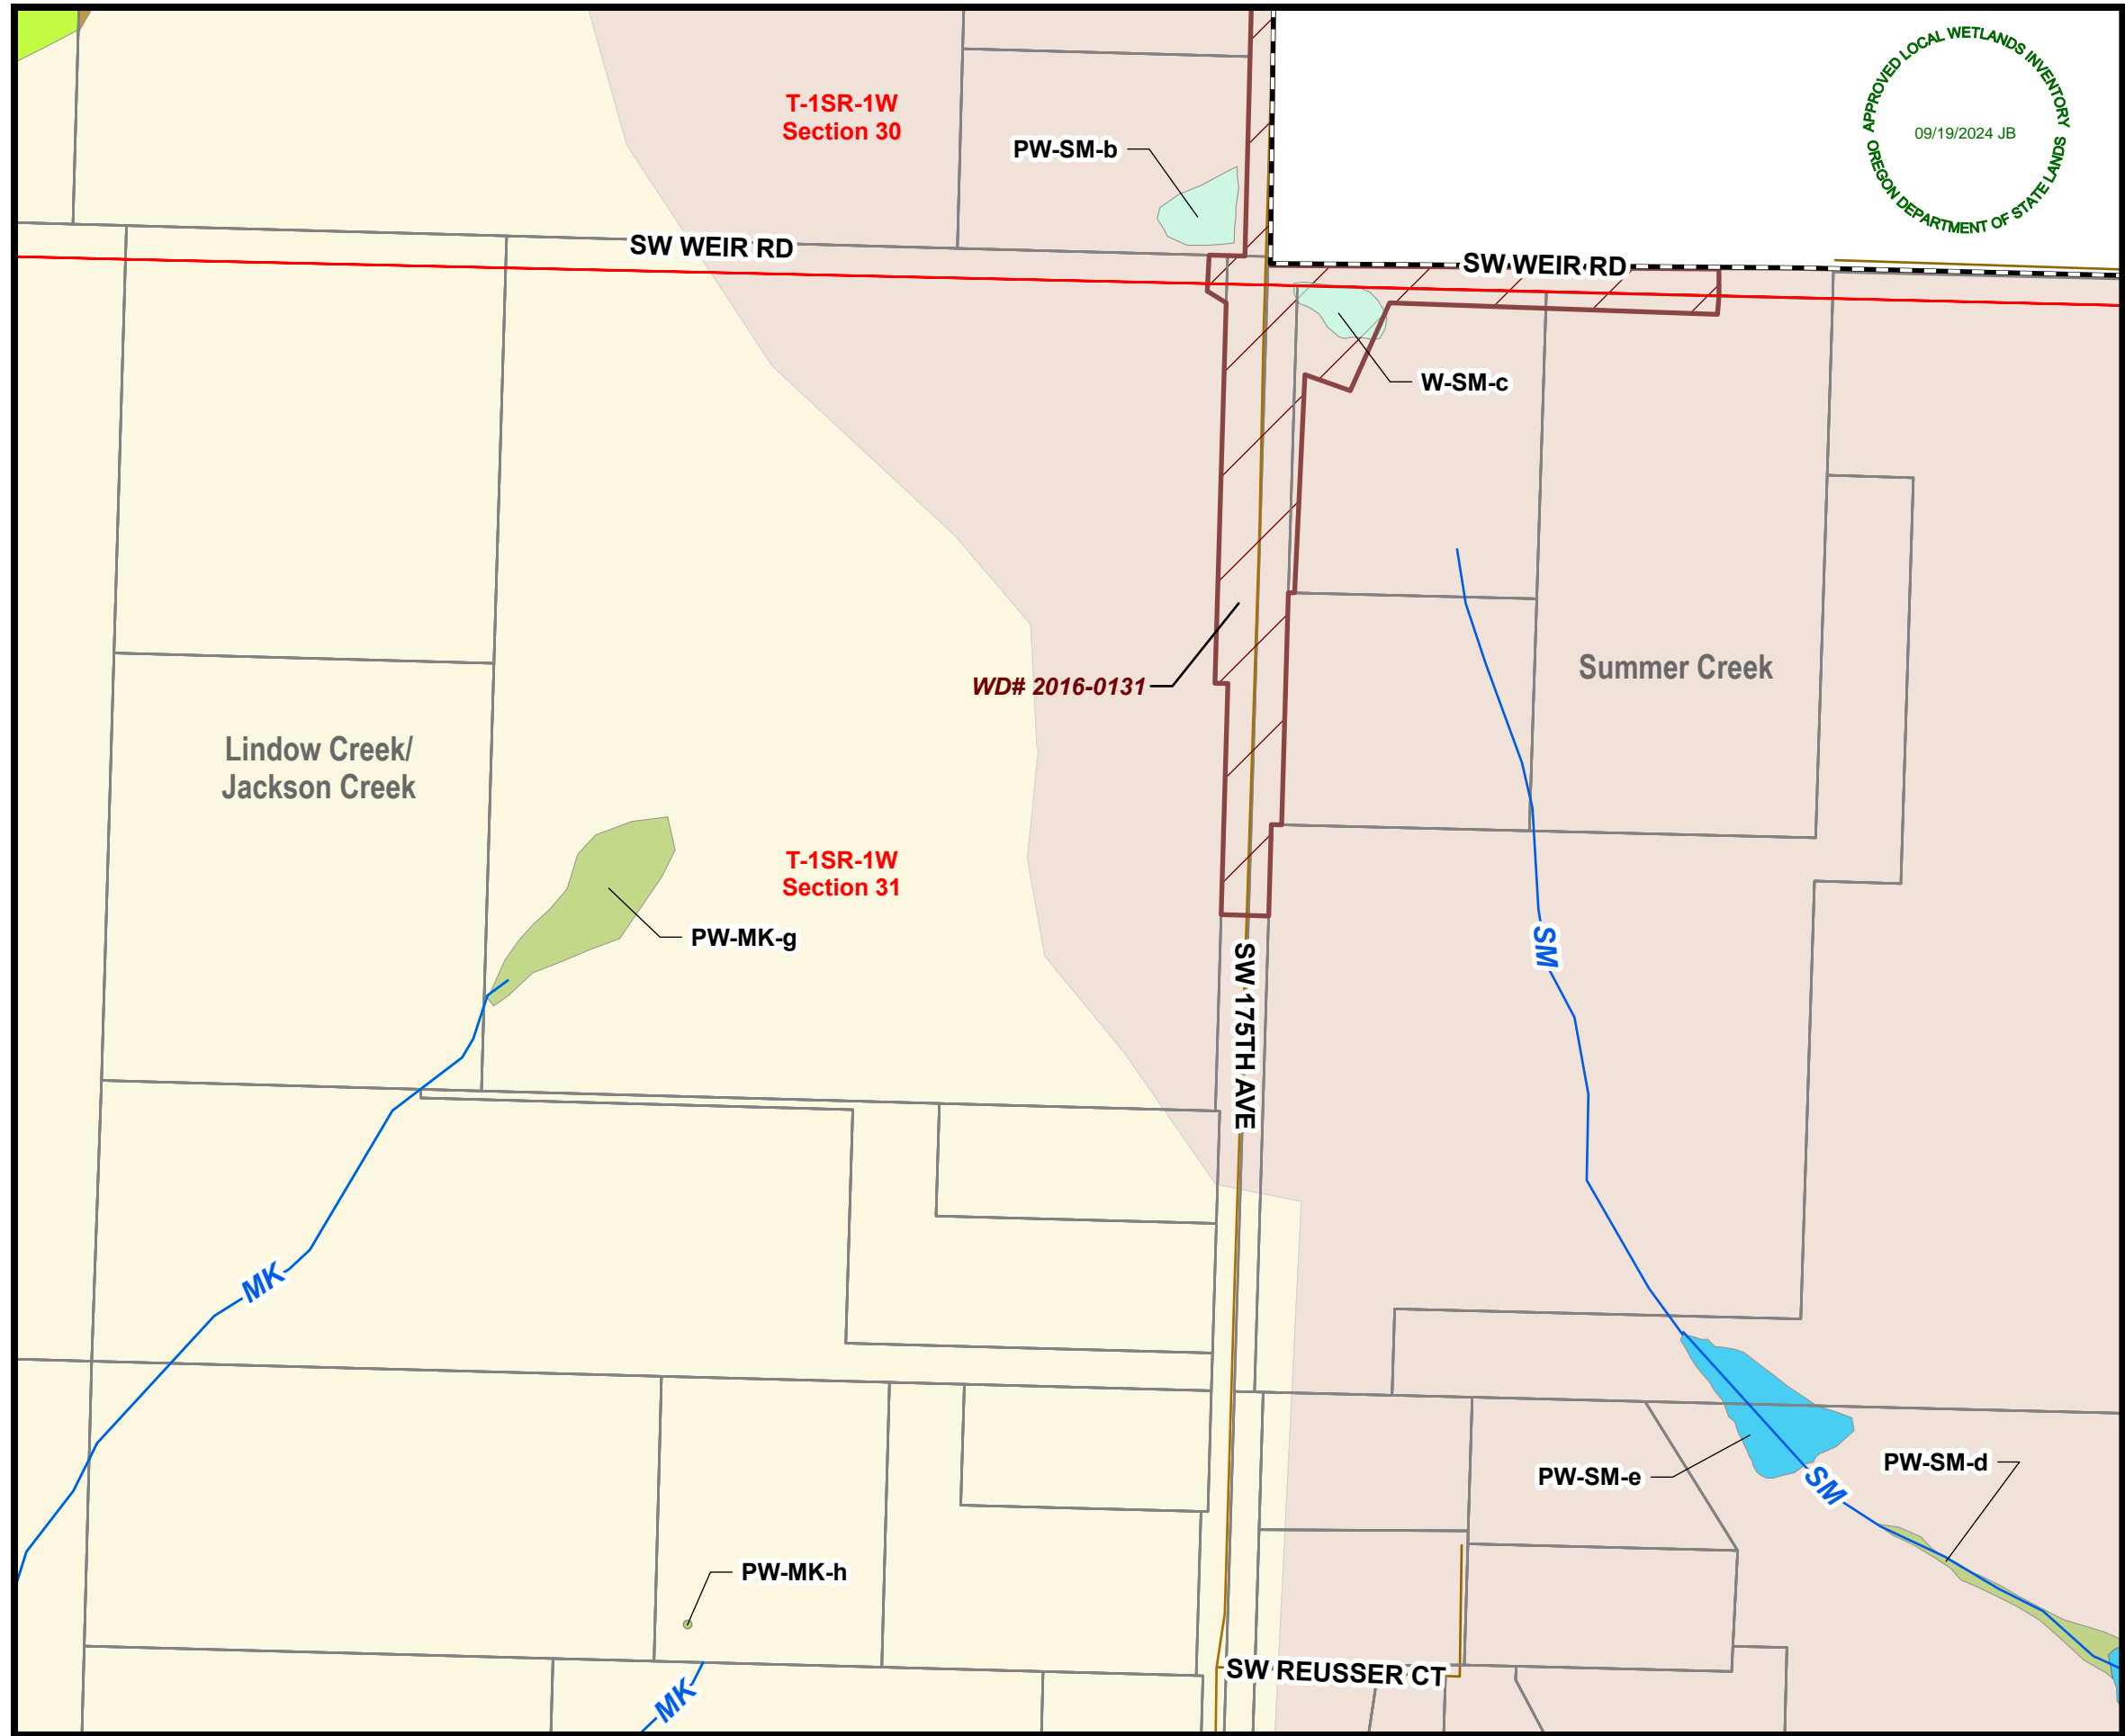 APPROVED LOCAL WETLANDS INVENTORY
09/19/2024 JB
OREGON DEPARTMENT OF STATE LANDS
T-1SR-1W
Section 30
PW-SM-b
SW WEIR RD
SW WEIR RD
W-SM-c
WD# 2016-0131
Summer Creek
Lindow Creek/
Jackson Creek
T-1SR-1W
Section 31
PW-MK-g
SM
SW 175TH AVE
MK
PW-SM-e
PW-SM-d
SM
PW-MK-h
SW REUSSER CT
MK